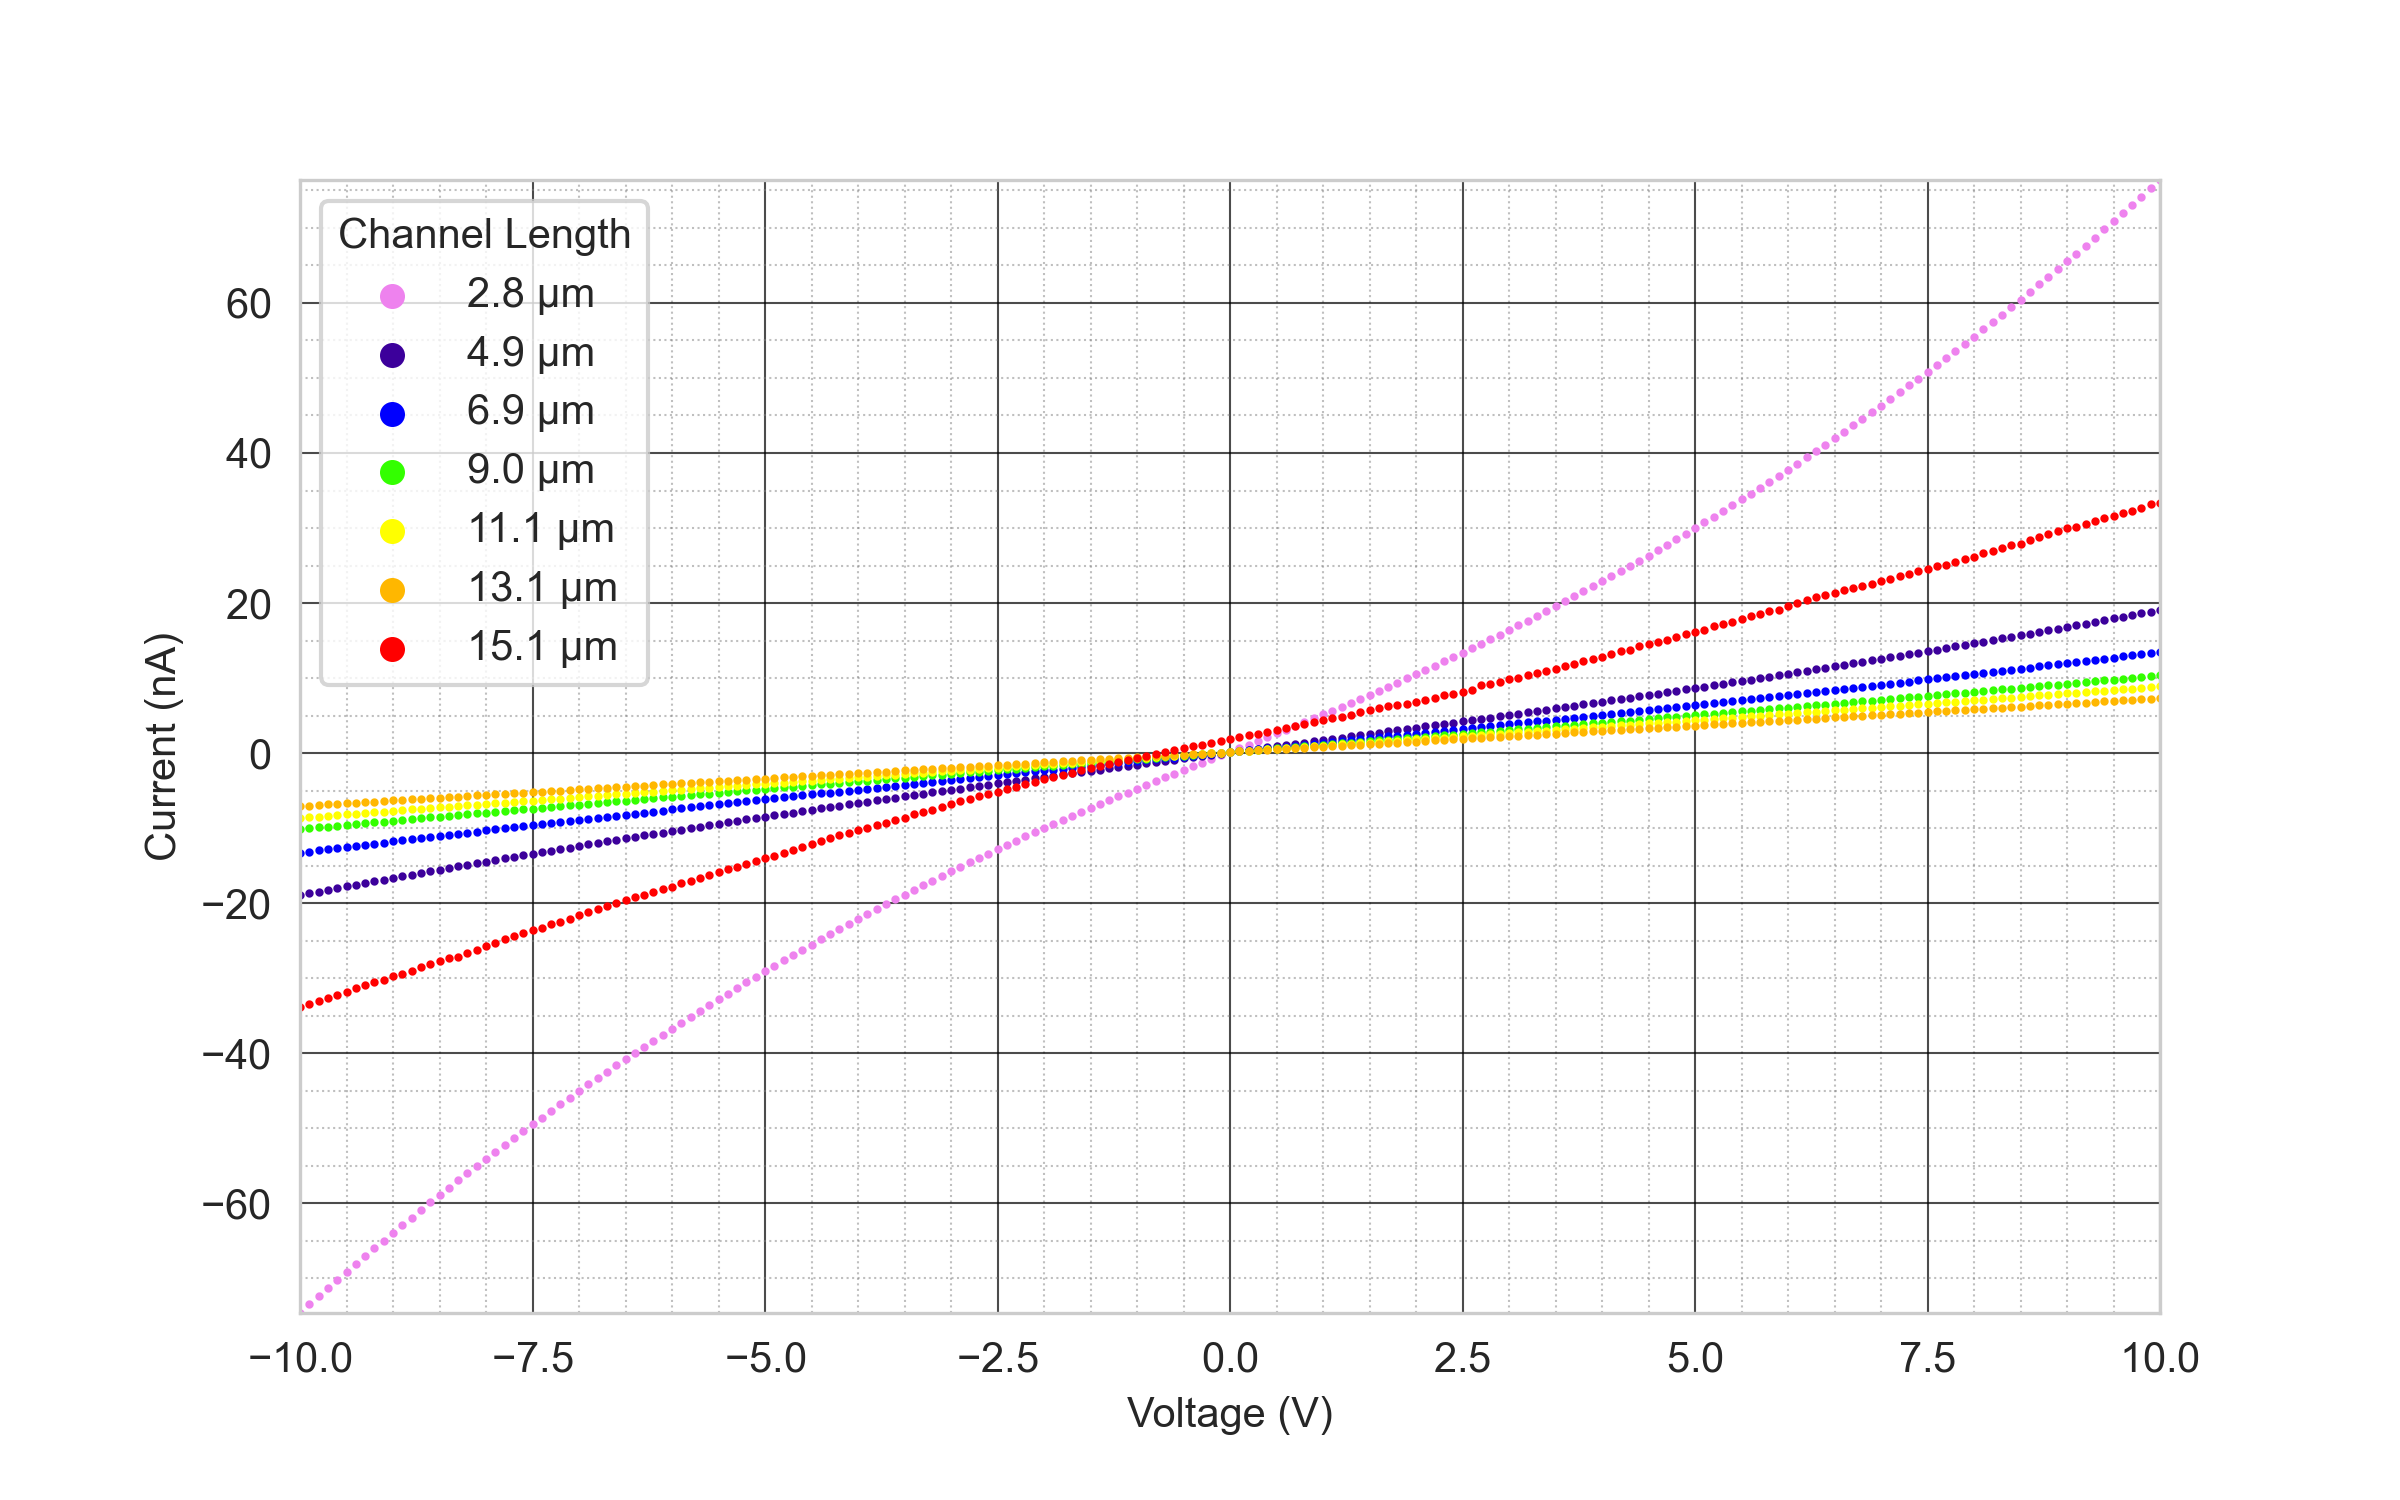 Channel Length
2.8 µm
4.9 µm
6.9 µm
9.0 µm
11.1 µm
13.1 µm
15.1 µm
60
40
20
0
−20
−40
−60
Current (nA)
−10.0 −7.5 −5.0 −2.5 0.0 2.5 5.0 7.5 10.0
Voltage (V)